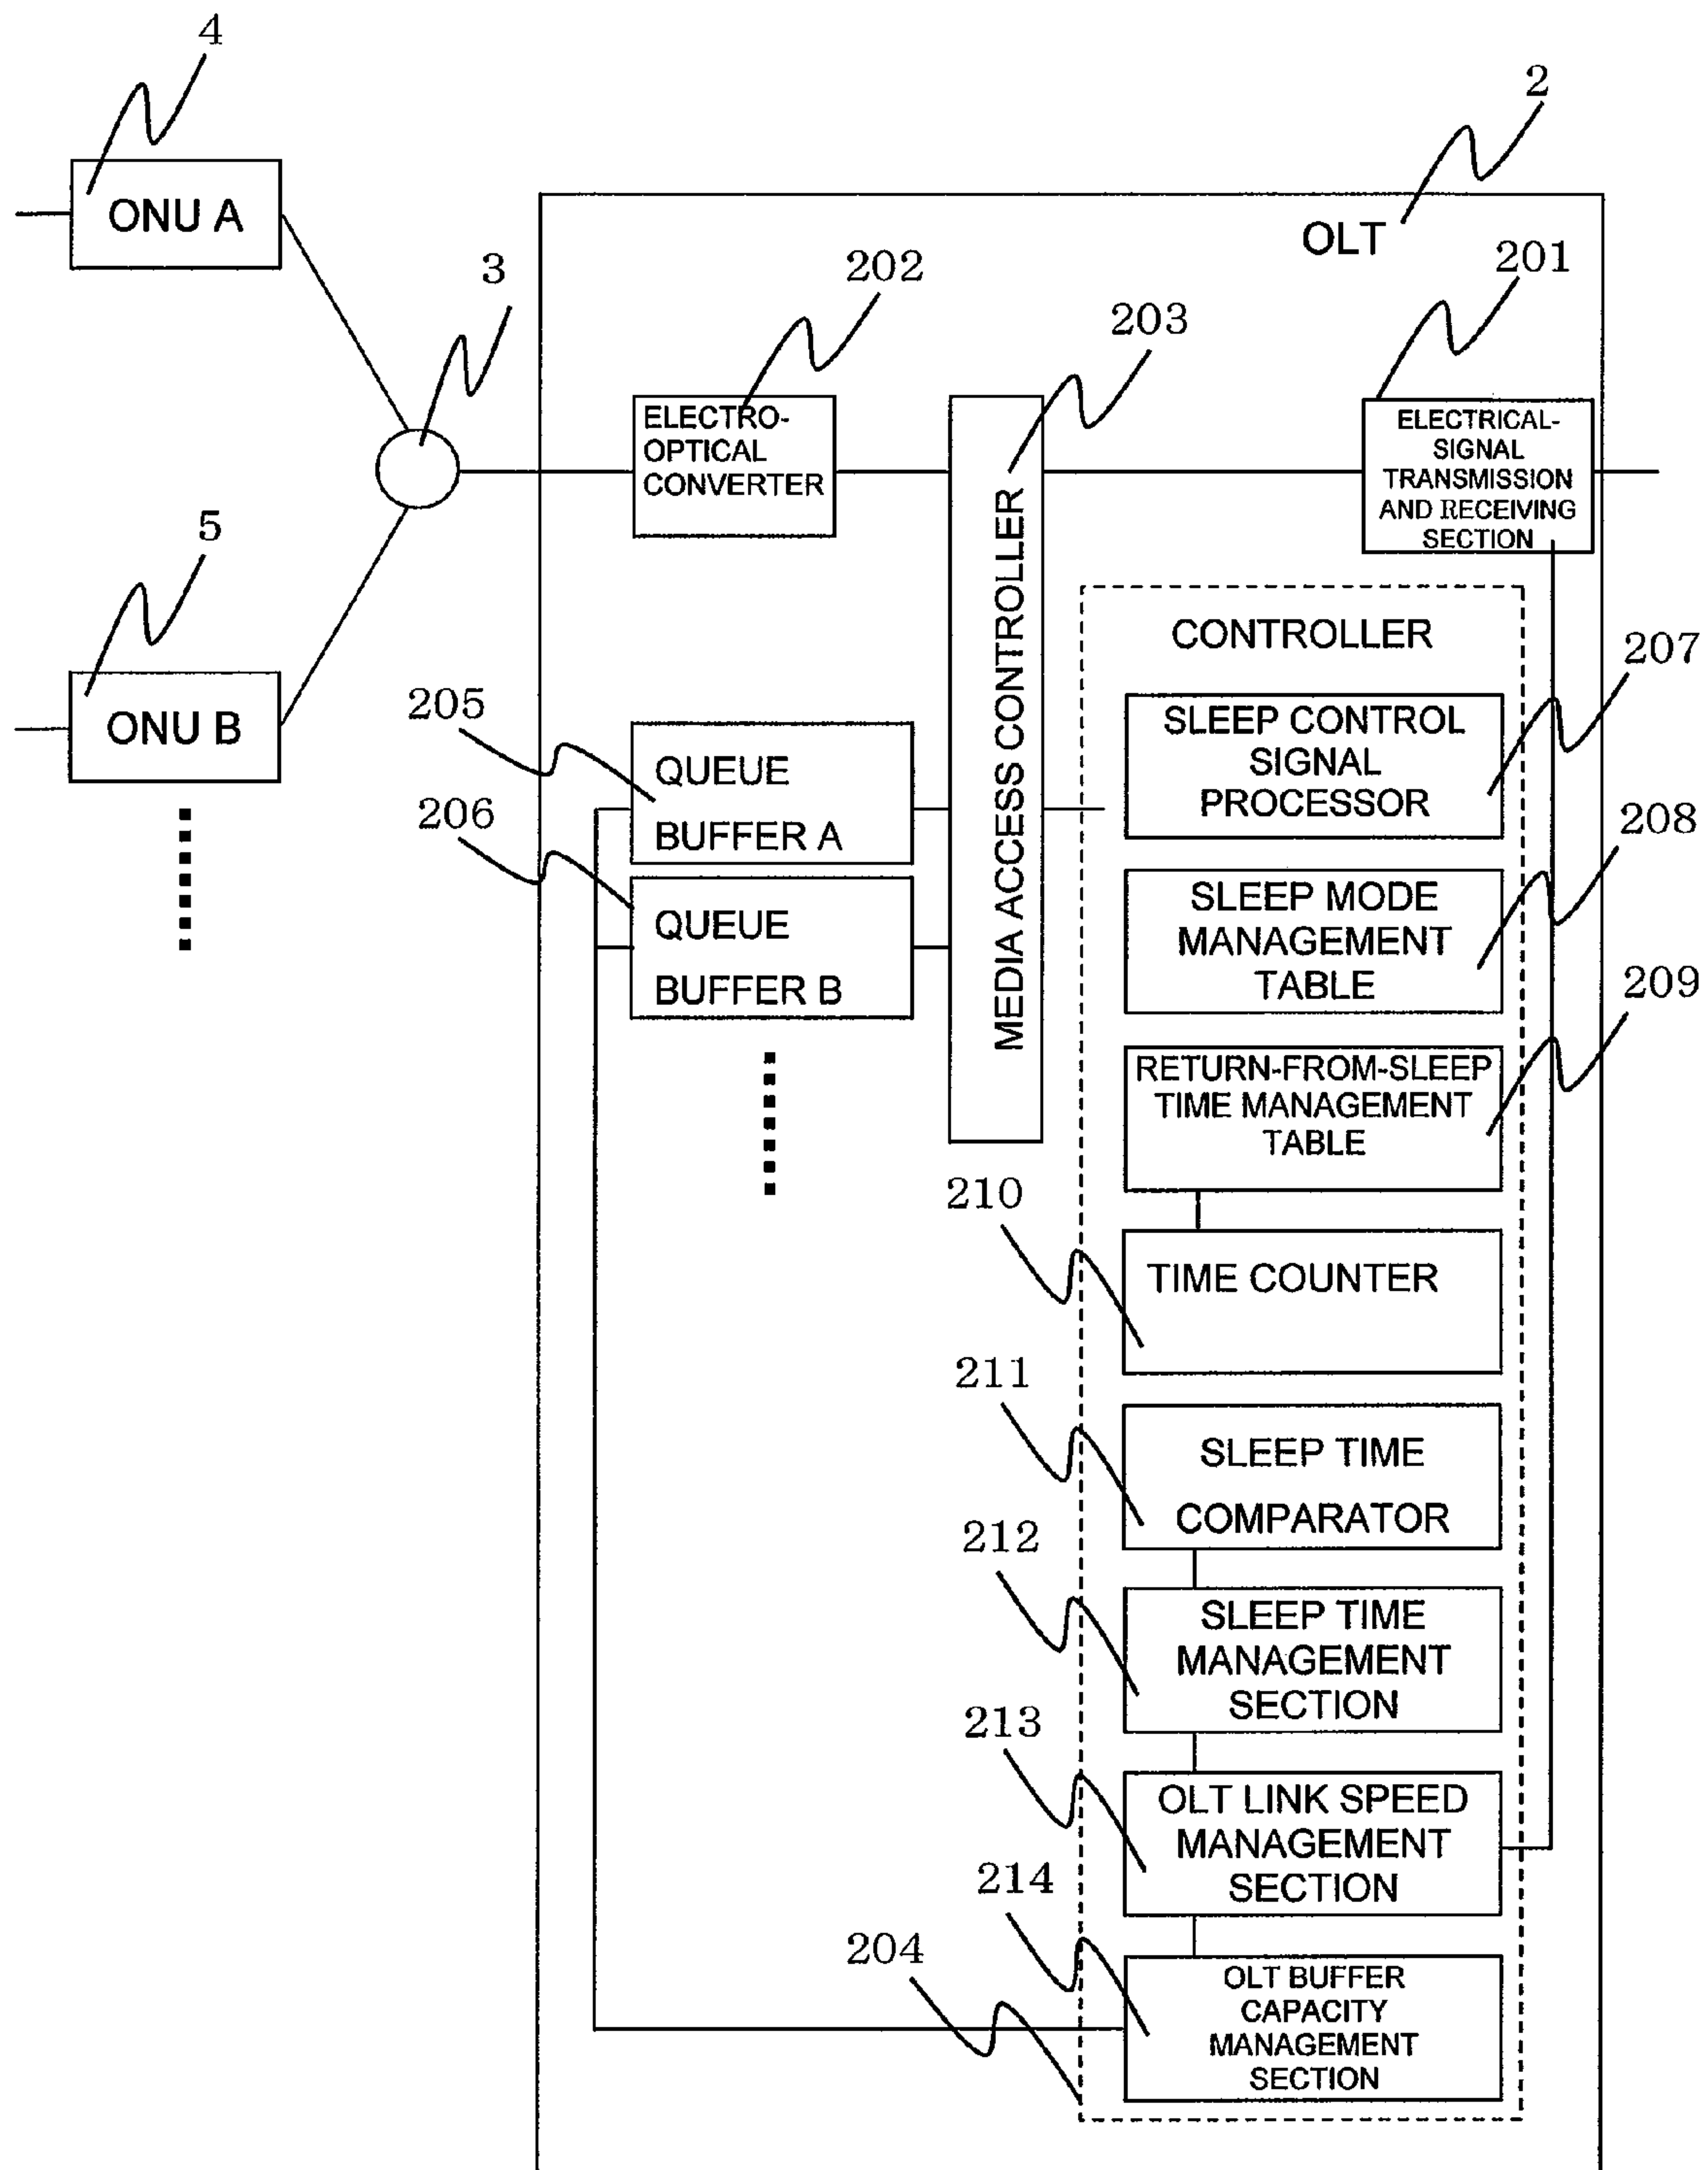 4
2
ONU A
OLT
3
202
201
203
ELECTRO-
OPTICAL
CONVERTER
ELECTRICAL-
SIGNAL
TRANSMISSION
AND RECEIVING
SECTION
5
MEDIA ACCESS CONTROLLER
CONTROLLER
207
205
ONU B
QUEUE
BUFFER A
SLEEP CONTROL
SIGNAL
PROCESSOR
206
208
QUEUE
BUFFER B
SLEEP MODE
MANAGEMENT
TABLE
209
RETURN-FROM-SLEEP
TIME MANAGEMENT
TABLE
210
TIME COUNTER
211
SLEEP TIME
COMPARATOR
212
SLEEP TIME
MANAGEMENT
SECTION
213
OLT LINK SPEED
MANAGEMENT
SECTION
214
204
OLT BUFFER
CAPACITY
MANAGEMENT
SECTION